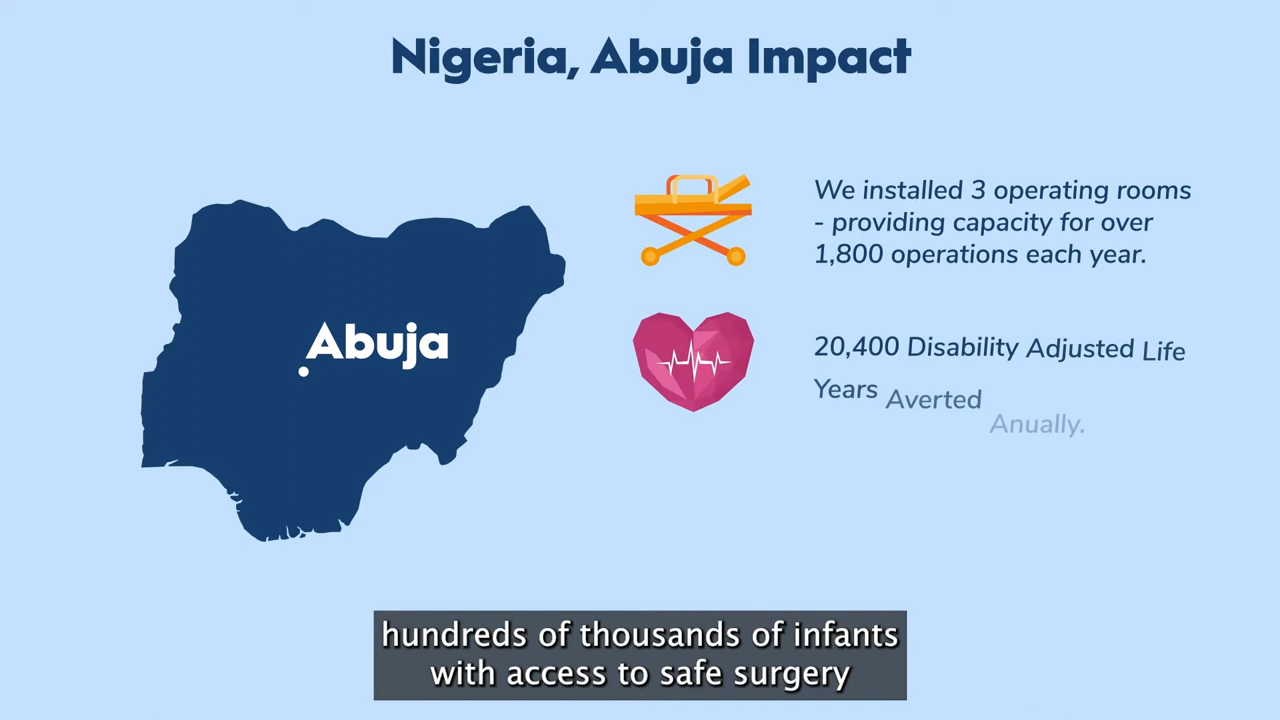 Nigeria, Abuja Impact
We installed 3 operating rooms
- providing capacity for over
1,800 operations each year.
Abuja
20,400 Disability Adjusted Life
Years Averted
Anually.
hundreds of thousands of infants
with access to safe surgery